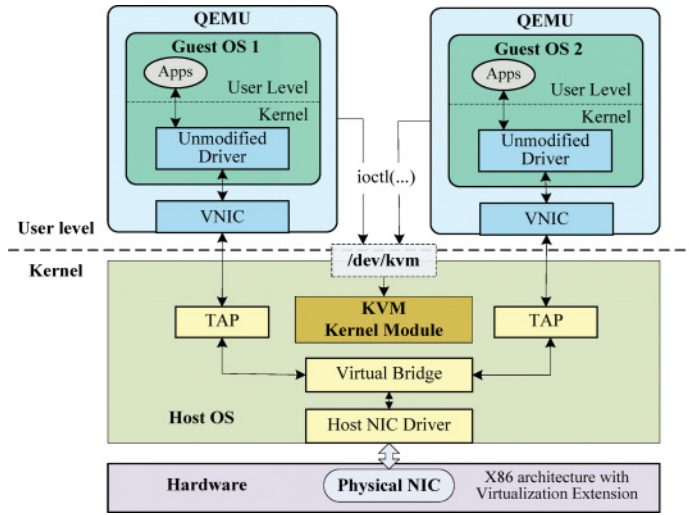 QEMU
Guest OS 1
Apps
User Level
Kernel
Unmodified
Driver
VNIC
QEMU
Guest OS 2
Apps
User Level
Kernel
Unmodified
Driver
VNIC
ioctl(...)
User level
Kernel
/dev/kvm
KVM
Kernel Module
TAP
TAP
Virtual Bridge
Host NIC Driver
Host OS
Hardware
Physical NIC
X86 architecture with
Virtualization Extension